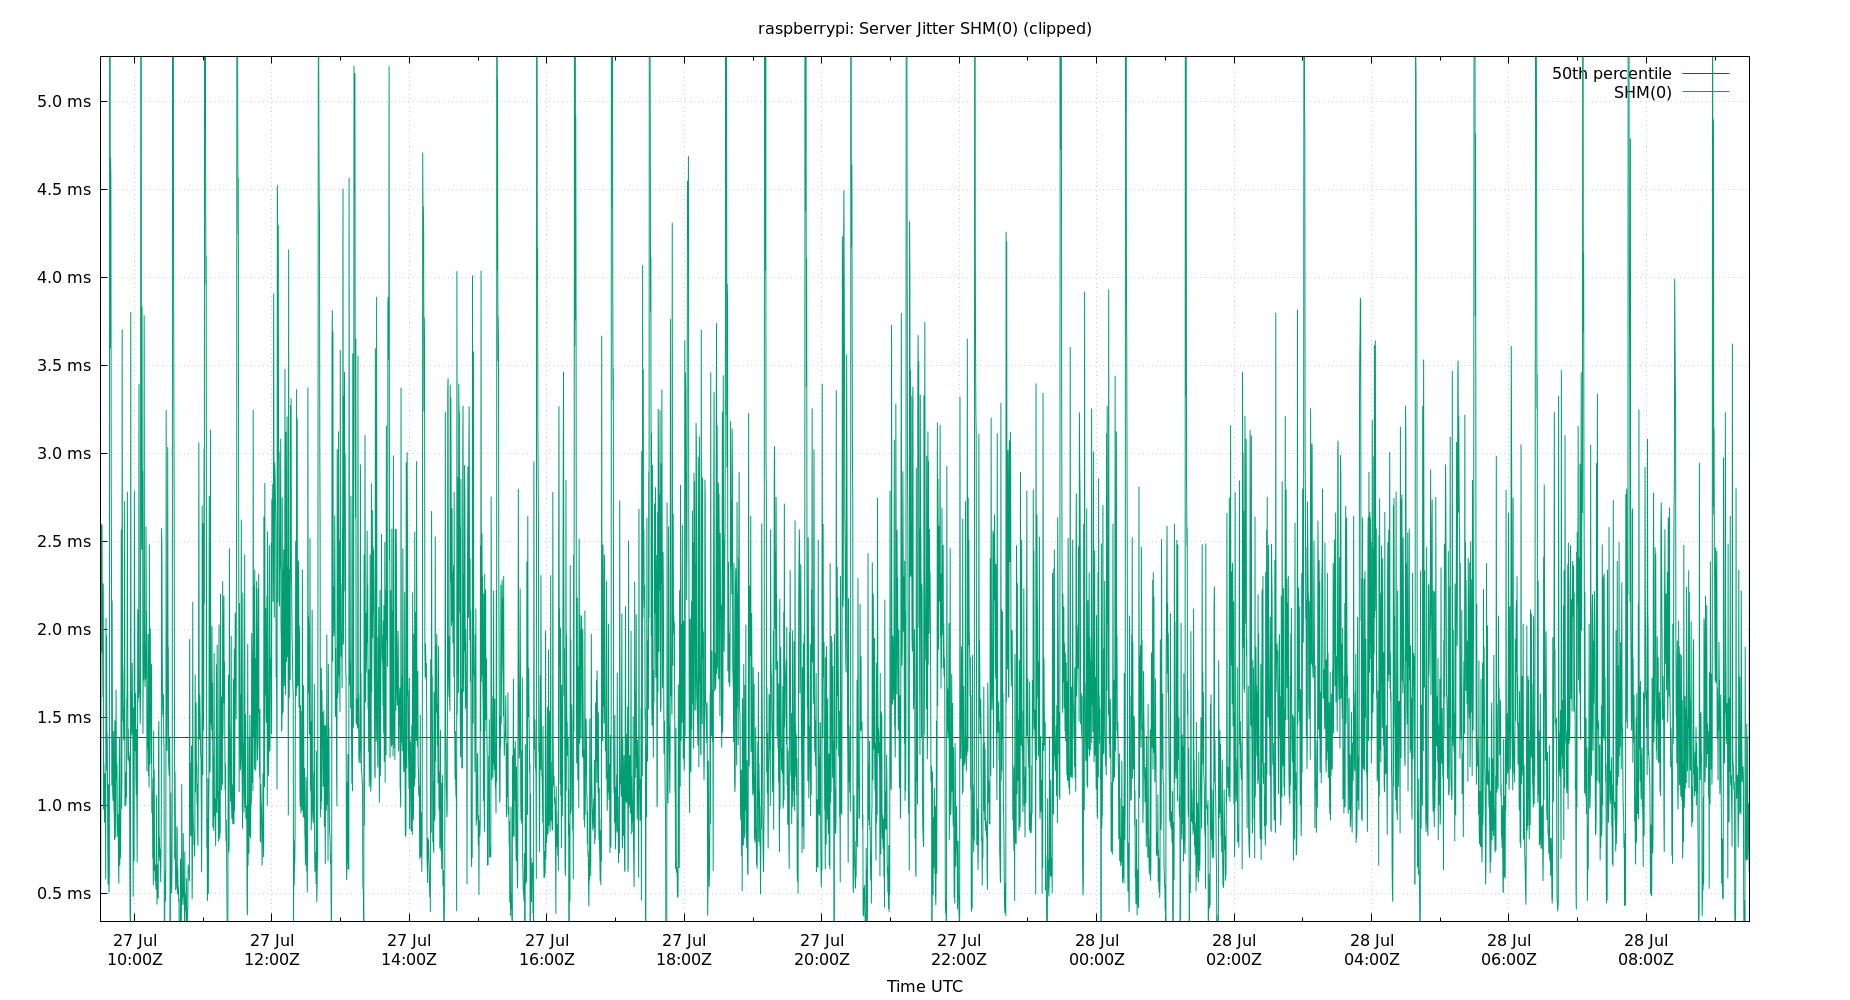 raspberrypi: Server Jitter SHM(0) (clipped)
50th percentile
SHM(0)
5.0 ms
4.5 ms
4.0 ms
3.5 ms
3.0 ms
2.5 ms
2.0 ms
1.5 ms
1.0 ms
0.5 ms
27 Jul 27 Jul 27 Jul 27 Jul 27 Jul 27 Jul 27 Jul 28 Jul 28 Jul 28 Jul 28 Jul 28 Jul
10:00Z 12:00Z 14:00Z 16:00Z 18:00Z 20:00Z 22:00Z 00:00Z 02:00Z 04:00Z 06:00Z 08:00Z
Time UTC